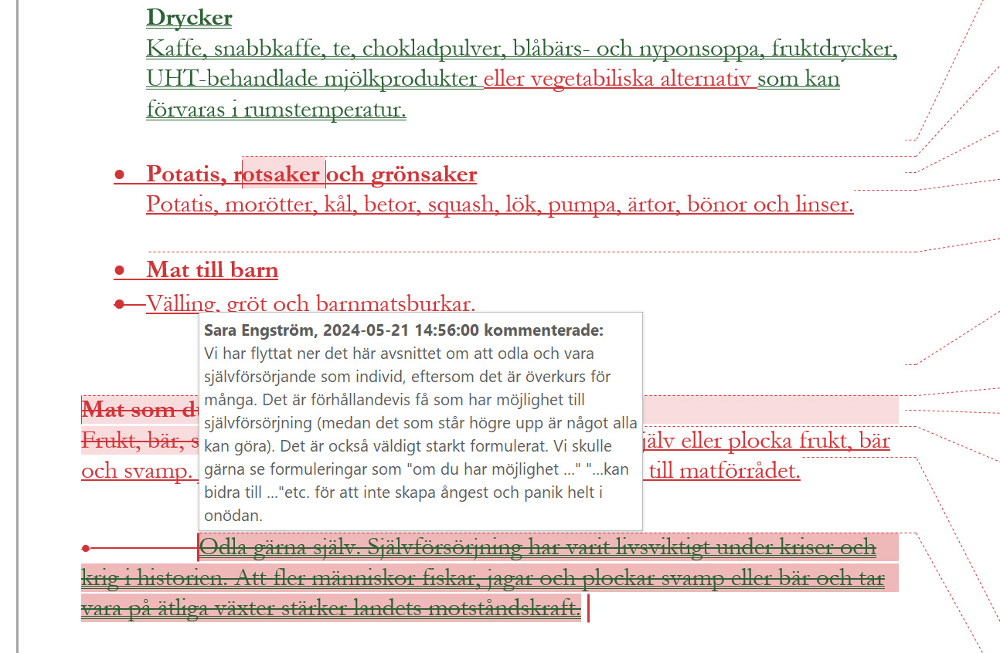 Drycker
Kaffe, snabbkaffe, te, chokladpulver, blåbärs- och nyponsoppa, fruktdrycker,
UHT-behandlade mjölkprodukter eller vegetabiliska alternativ som kan
förvaras i rumstemperatur.
• Potatis, rotsaker och grönsaker
Potatis, morötter, kål, betor, squash, lök, pumpa, ärtor, bönor och linser.
• Mat till barn
• Välling, gröt och barnmatsburkar.
Sara Engström, 2024-05-21 14:56:00 kommenterade:
Vi har flyttat ner det här avsnittet om att odla och vara
självförsörjande som individ, eftersom det är överkurs för
många. Det är förhållandevis få som har möjlighet till
självförsörjning (medan det som står högre upp är något alla
kan göra). Det är också väldigt starkt formulerat. Vi skulle
gärna se formuleringar som "om du har möjlighet ..." "...kan
bidra till ..."etc. för att inte skapa ångest och panik helt i
onödan.
Mat som
Frukt, bär, eller plocka frukt, bär
och svamp. till matförrådet.
• Odla gärna själv. Självförsörjning har varit livsviktigt under kriser och
krig i historien. Att fler människor fiskar, jagar och plockar svamp eller bär och tar
vara på ätliga växter stärker landets motståndskraft.